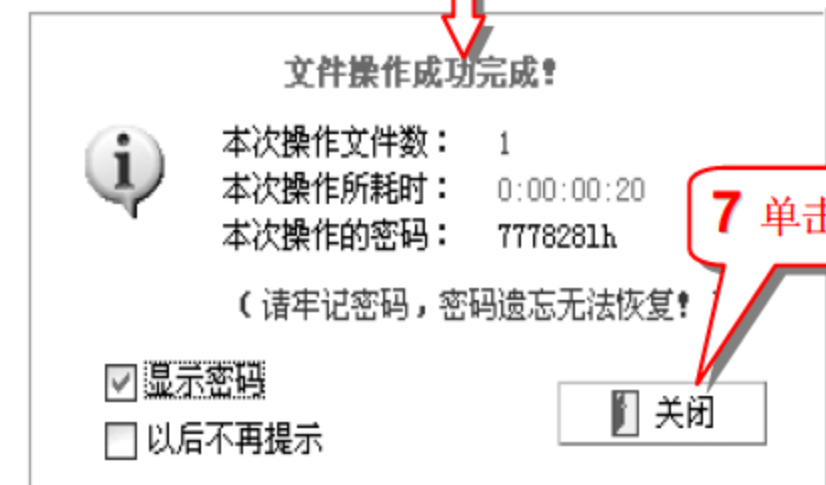 文件操作成功完成！
本次操作文件数： 1
本次操作所耗时： 0:00:00:20
本次操作的密码： 7778281h
（请牢记密码，密码遗忘无法恢复！
7 单击
显示密码
关闭
以后不再提示